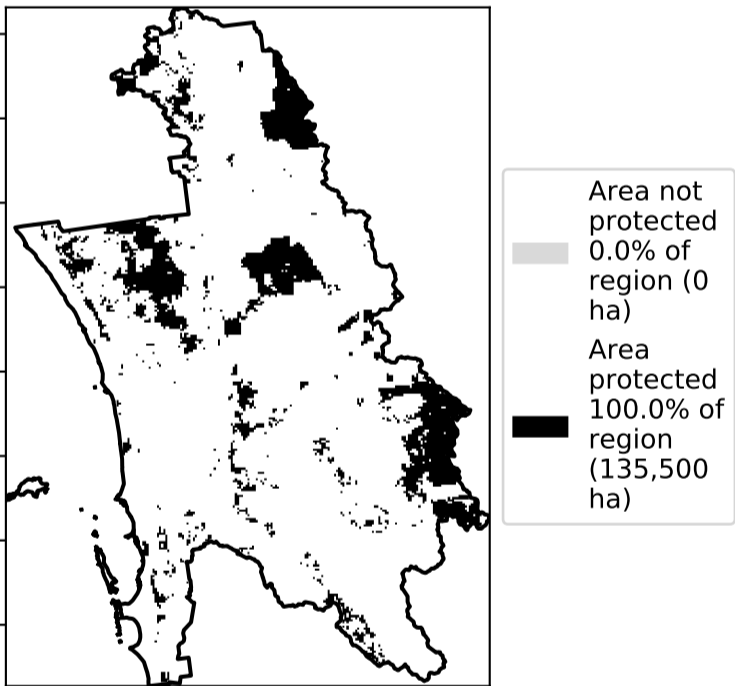 Area not
protected
0.0% of
region (0
ha)
Area
protected
100.0% of
region
(135,500
ha)